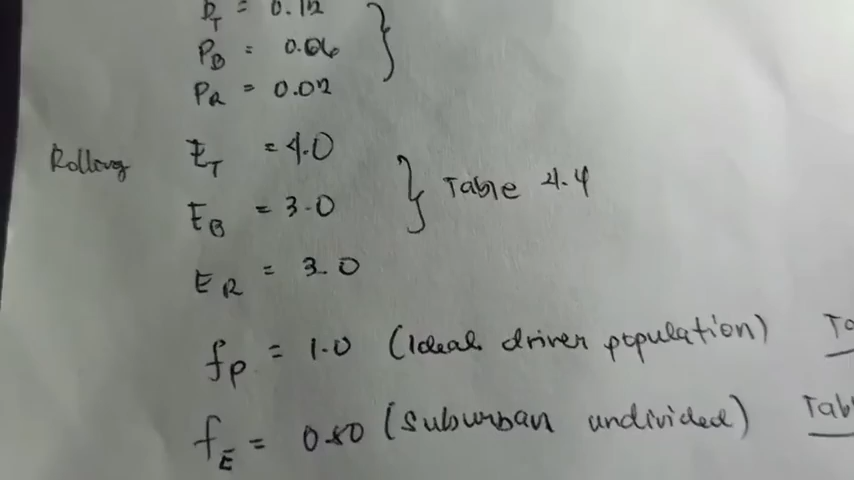 P_T = 0.12
P_B = 0.06
P_R = 0.02
Rolling E_T = 4.0
E_B = 3.0 Table 4.4
E_R = 3.0
f_P = 1.0 (Ideal driver population)
f_E = 0.80 (suburban undivided)